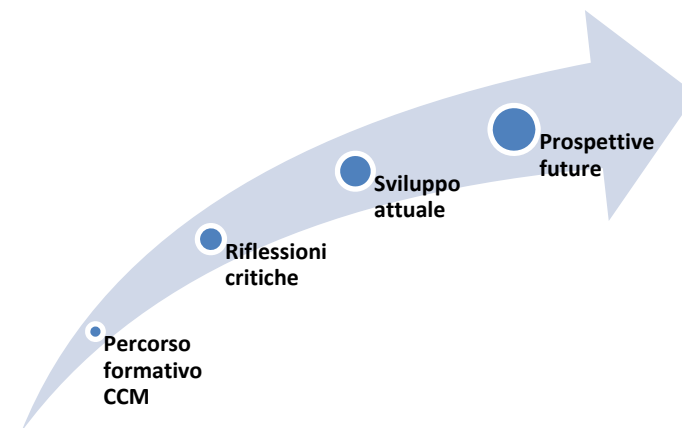 Percorso
formativo
CCM
Riflessioni
critiche
Sviluppo
attuale
Prospettive
future